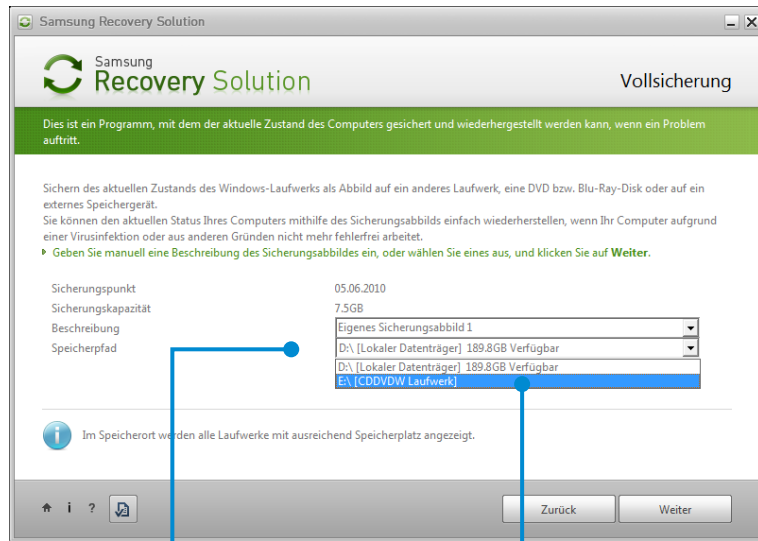 Samsung Recovery Solution
Samsung
Recovery Solution
Vollsicherung
Dies ist ein Programm, mit dem der aktuelle Zustand des Computers gesichert und wiederhergestellt werden kann, wenn ein Problem
auftritt.
Sichern des aktuellen Zustands des Windows-Laufwerks als Abbild auf ein anderes Laufwerk, eine DVD bzw. Blu-Ray-Disk oder auf ein
externes Speichergerät.
Sie können den aktuellen Status Ihres Computers mithilfe des Sicherungsabbilds einfach wiederherstellen, wenn Ihr Computer aufgrund
einer Virusinfektion oder aus anderen Gründen nicht mehr fehlerfrei arbeitet.
Geben Sie manuell eine Beschreibung des Sicherungsabbildes ein, oder wählen Sie eines aus, und klicken Sie auf Weiter.
Sicherungspunkt 05.06.2010
Sicherungskapazität 7.5GB
Beschreibung Eigenes Sicherungsabbild 1
Speicherpfad D:\ [Lokaler Datenträger] 189.8GB Verfügbar
D:\ [Lokaler Datenträger] 189.8GB Verfügbar
E:\ [CDDVDW Laufwerk]
Im Speicherort werden alle Laufwerke mit ausreichend Speicherplatz angezeigt.
i ? Zurück Weiter